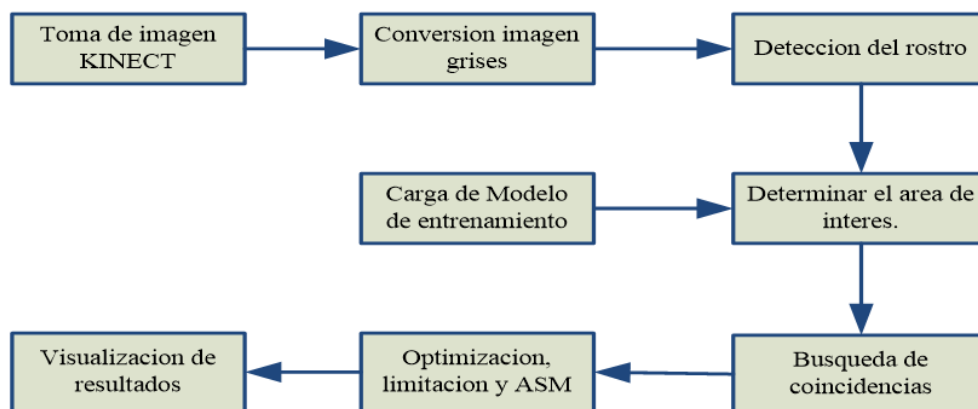 Toma de imagen
KINECT
Conversion imagen
grises
Deteccion del rostro
Carga de Modelo
de entrenamiento
Determinar el area de
interes.
Visualizacion de
resultados
Optimizacion,
limitacion y ASM
Busqueda de
coincidencias